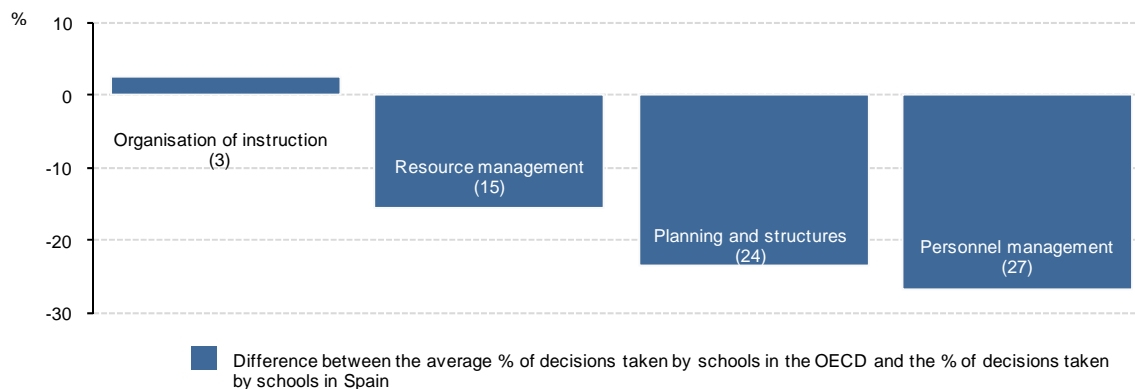 %
10
0
-10
-20
-30
Organisation of instruction
(3)
Resource management
(15)
Planning and structures
(24)
Personnel management
(27)
Difference between the average % of decisions taken by schools in the OECD and the % of decisions taken
by schools in Spain